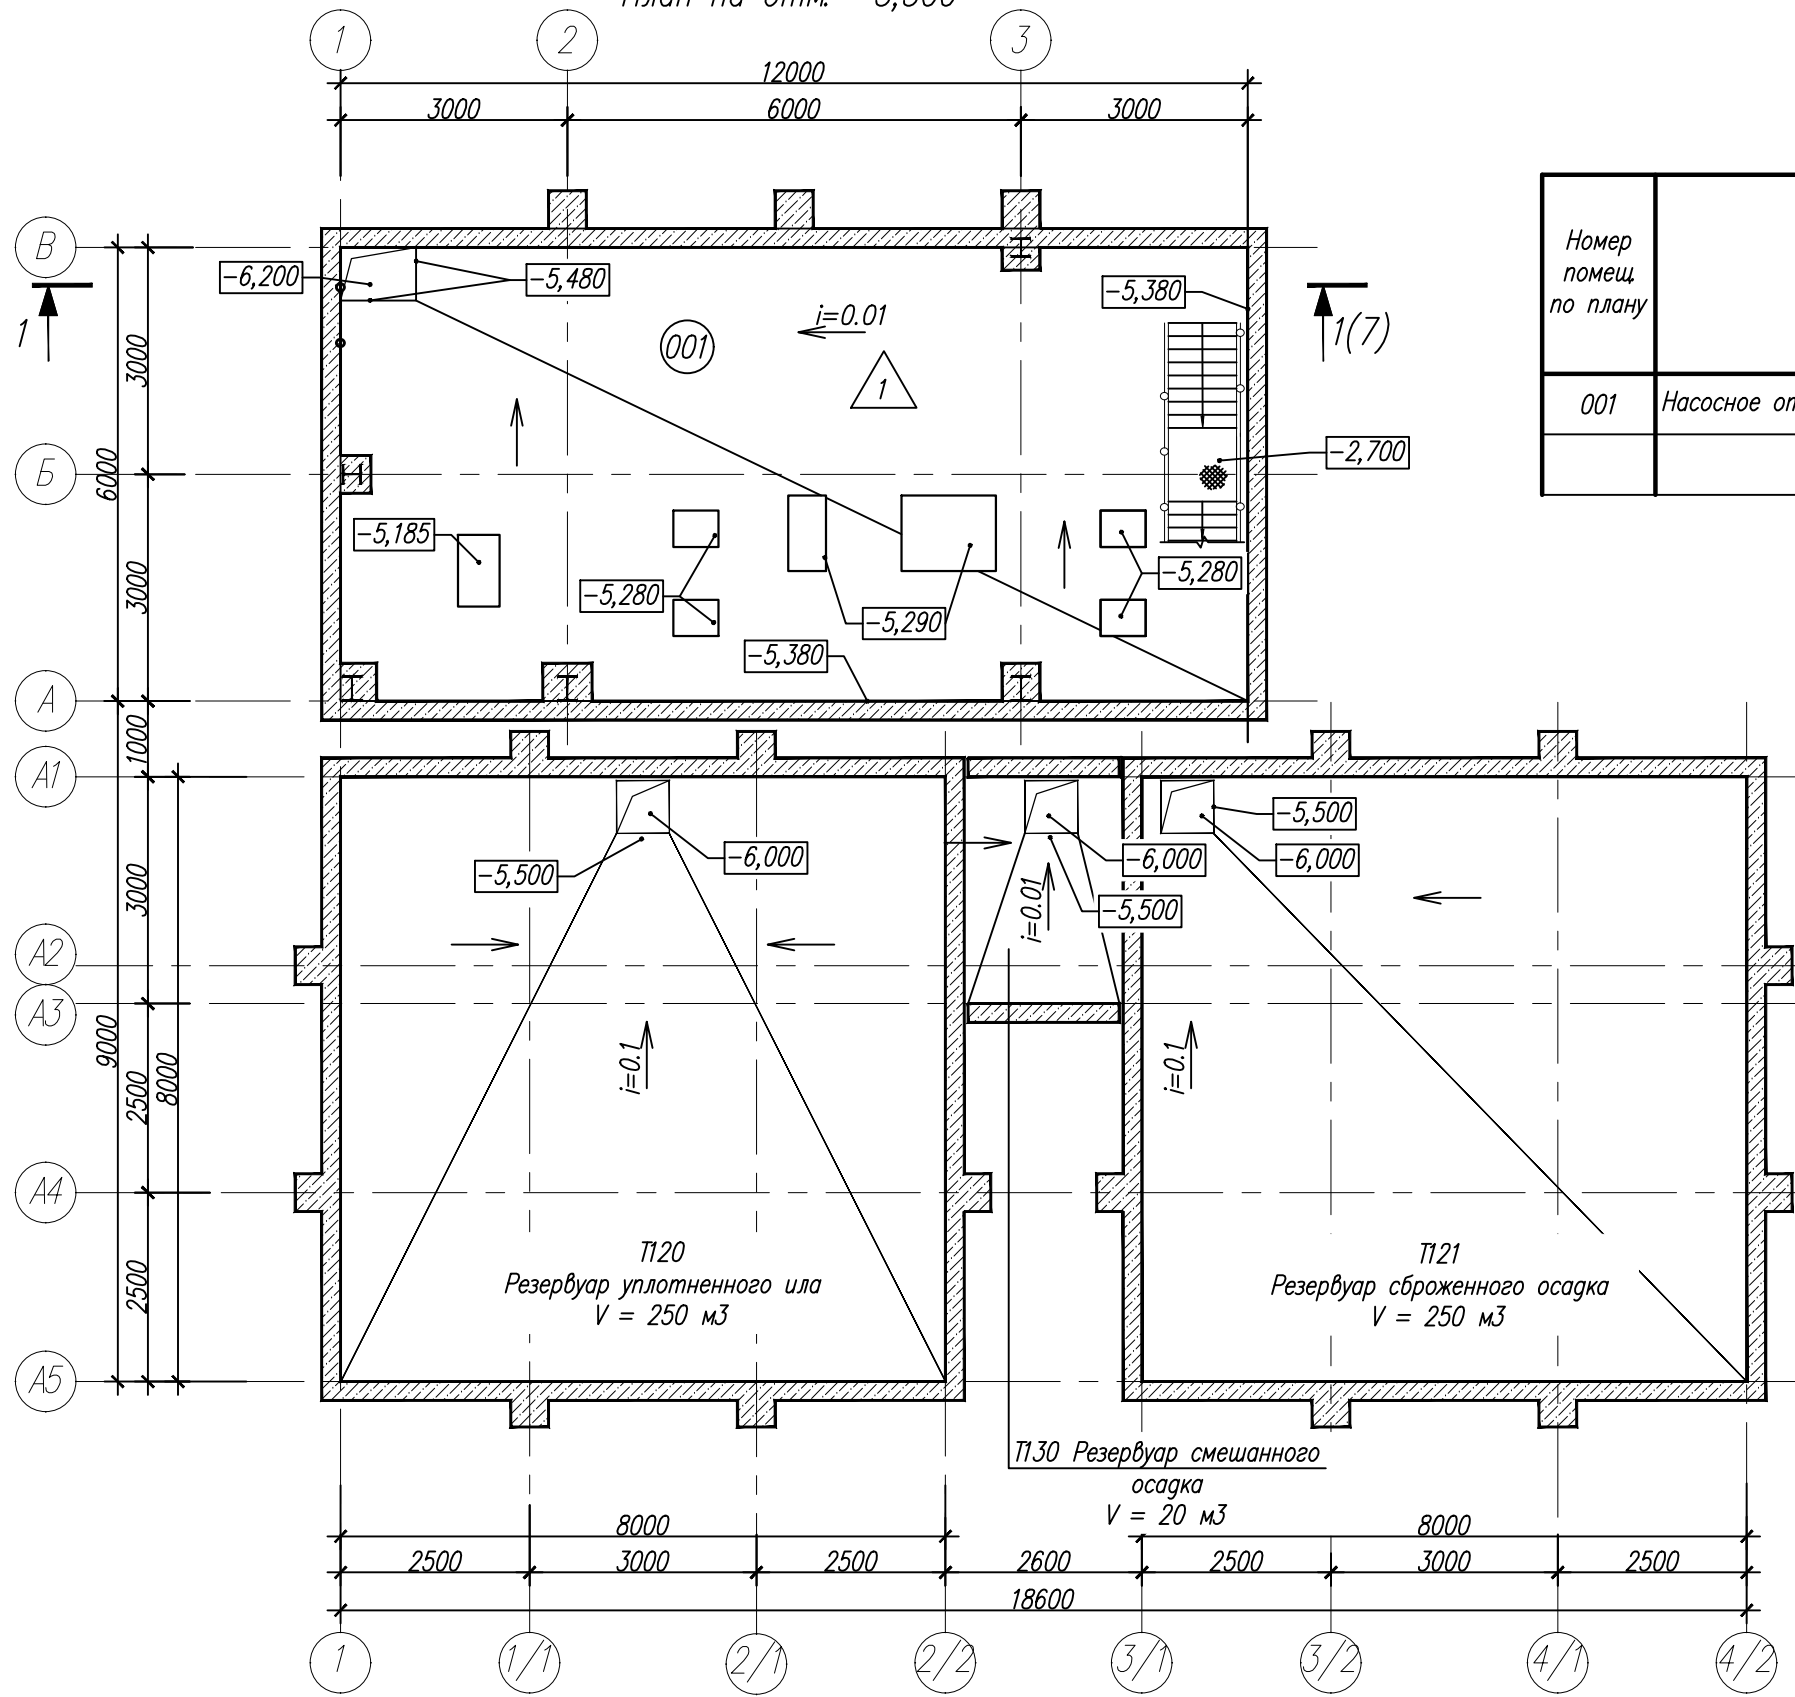 1 2 3
12000
3000 6000 3000
Номер
помещ.
по плану
001 Насосное
В
Б
А
А1
А2
А3
А4
А5
-6,200
-5,480
-5,380
i=0.01
001
1
1
1(7)
-2,700
-5,185
-5,280
-5,290
-5,280
-5,380
3000
6000
3000
1000
3000
9000
2500
8000
2500
-5,500
-6,000
-6,000
-5,500
i=0.01
-5,500
-6,000
i=0.1
i=0.1
Т120
Резервуар уплотненного ила
V = 250 м3
Т121
Резервуар сброженного осадка
V = 250 м3
Т130 Резервуар смешанного
осадка
V = 20 м3
8000 8000
2500 3000 2500 2600 2500 3000 2500
18600
1 1/1 2/1 2/2 3/1 3/2 4/1 4/2